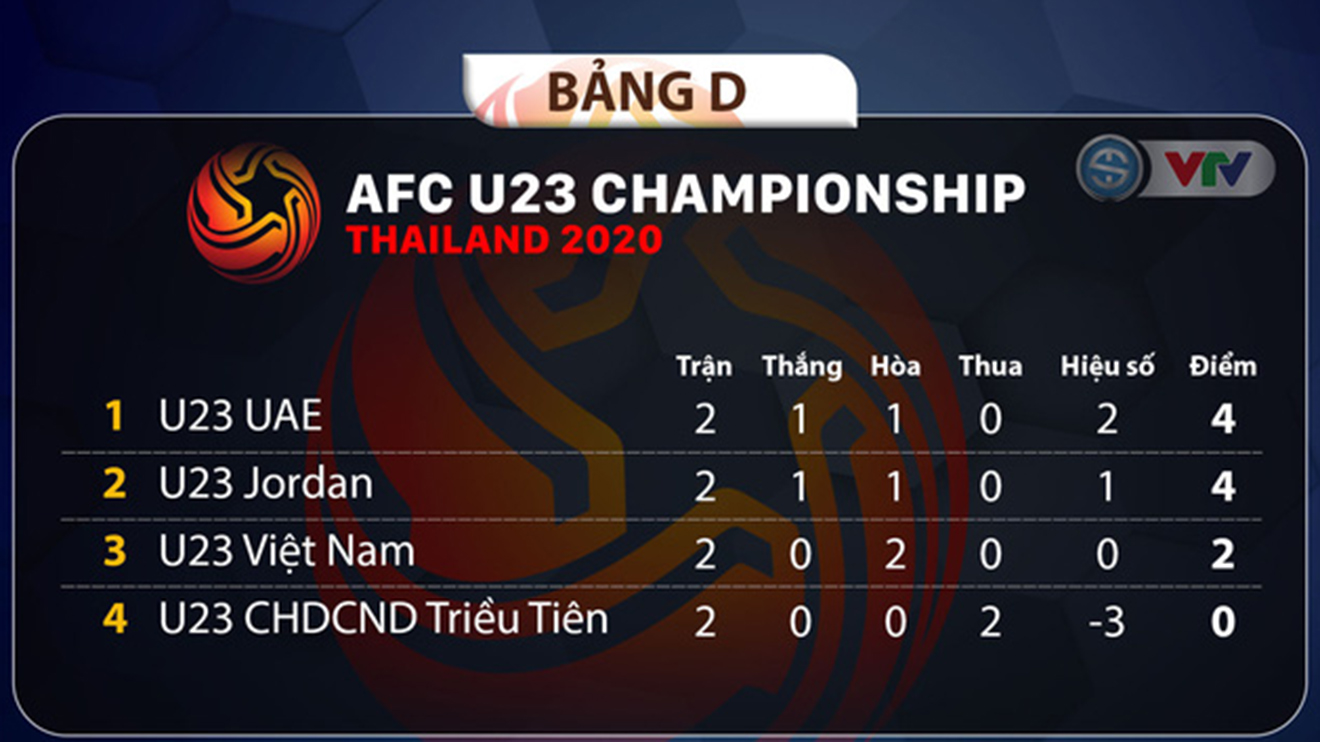 BẢNG D
AFC U23 CHAMPIONSHIP
THAILAND 2020
VTV
Trận Thắng Hòa Thua Hiệu số Điểm
1 U23 UAE 2 1 1 0 2 4
2 U23 Jordan 2 1 1 0 1 4
3 U23 Việt Nam 2 0 2 0 0 2
4 U23 CHDCND Triều Tiên 2 0 0 2 -3 0